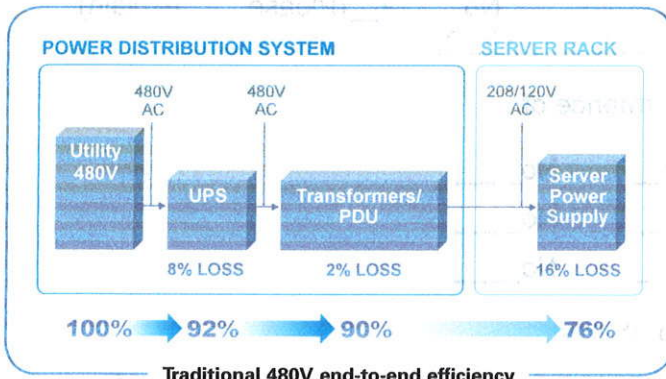 POWER DISTRIBUTION SYSTEM
SERVER RACK
480V
AC
480V
AC
208/120V
AC
Utility
480V
UPS
Transformers/
PDU
Server
Power
Supply
8% LOSS
2% LOSS
16% LOSS
100% 92% 90% 76%
Traditional 480V end-to-end efficiency